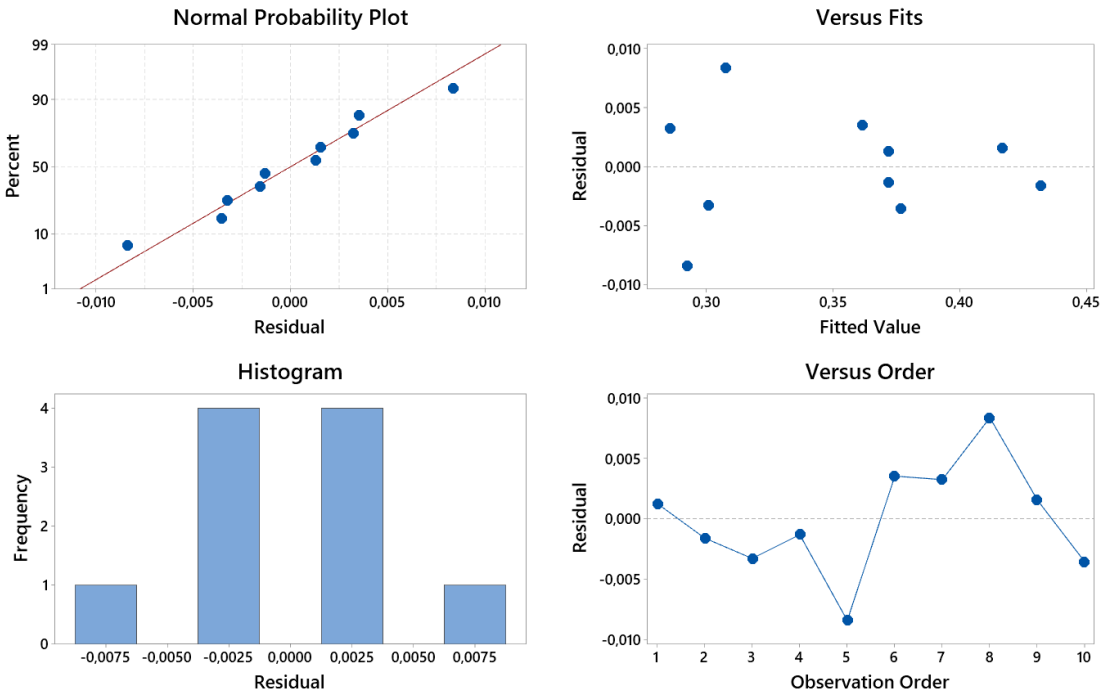 Normal Probability Plot
99
90
50
10
1
Percent
-0,010 -0,005 0,000 0,005 0,010
Residual
Versus Fits
0,010
0,005
0,000
-0,005
-0,010
Residual
0,30 0,35 0,40 0,45
Fitted Value
Histogram
4
3
2
1
0
Frequency
-0,0075 -0,0050 -0,0025 0,0000 0,0025 0,0050 0,0075
Residual
Versus Order
0,010
0,005
0,000
-0,005
-0,010
Residual
1 2 3 4 5 6 7 8 9 10
Observation Order